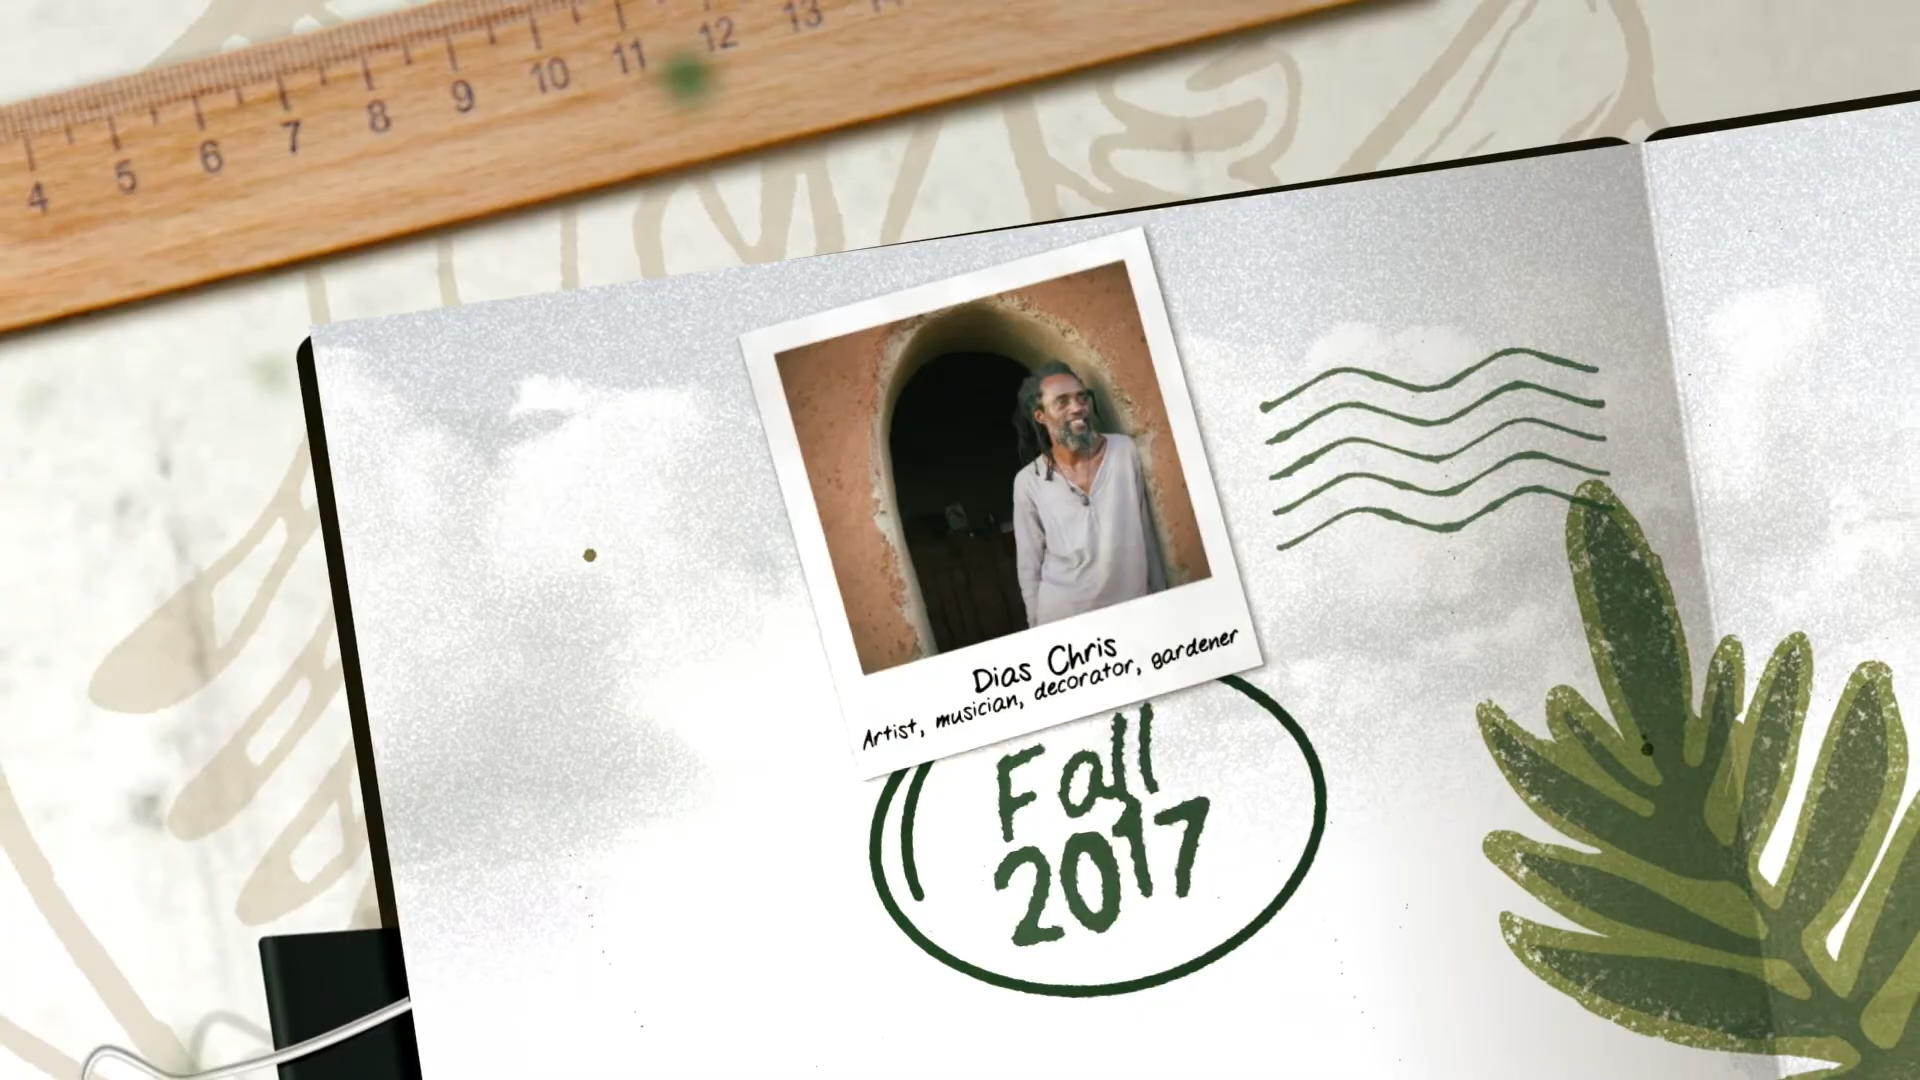 4 5 6 7 8 9 10 11 12 13
Dias Chris
Artist, musician, decorator, gardener
Fall
2017